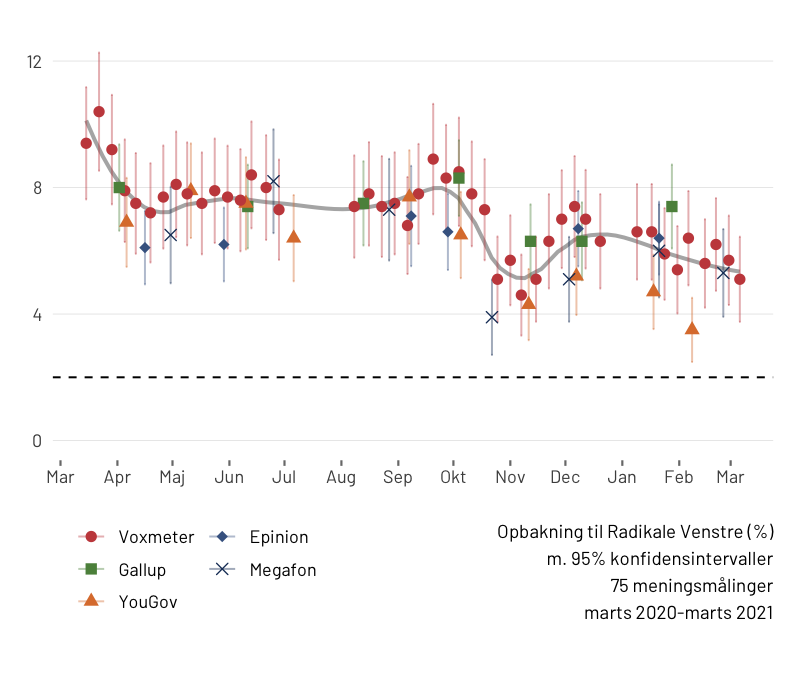 12
8
4
0
Mar Apr Maj Jun Jul Aug Sep Okt Nov Dec Jan Feb Mar
Voxmeter
Epinion
Gallup
Megafon
YouGov
Opbakning til Radikale Venstre (%)
m. 95% konfidensintervaller
75 meningsmålinger
marts 2020-marts 2021